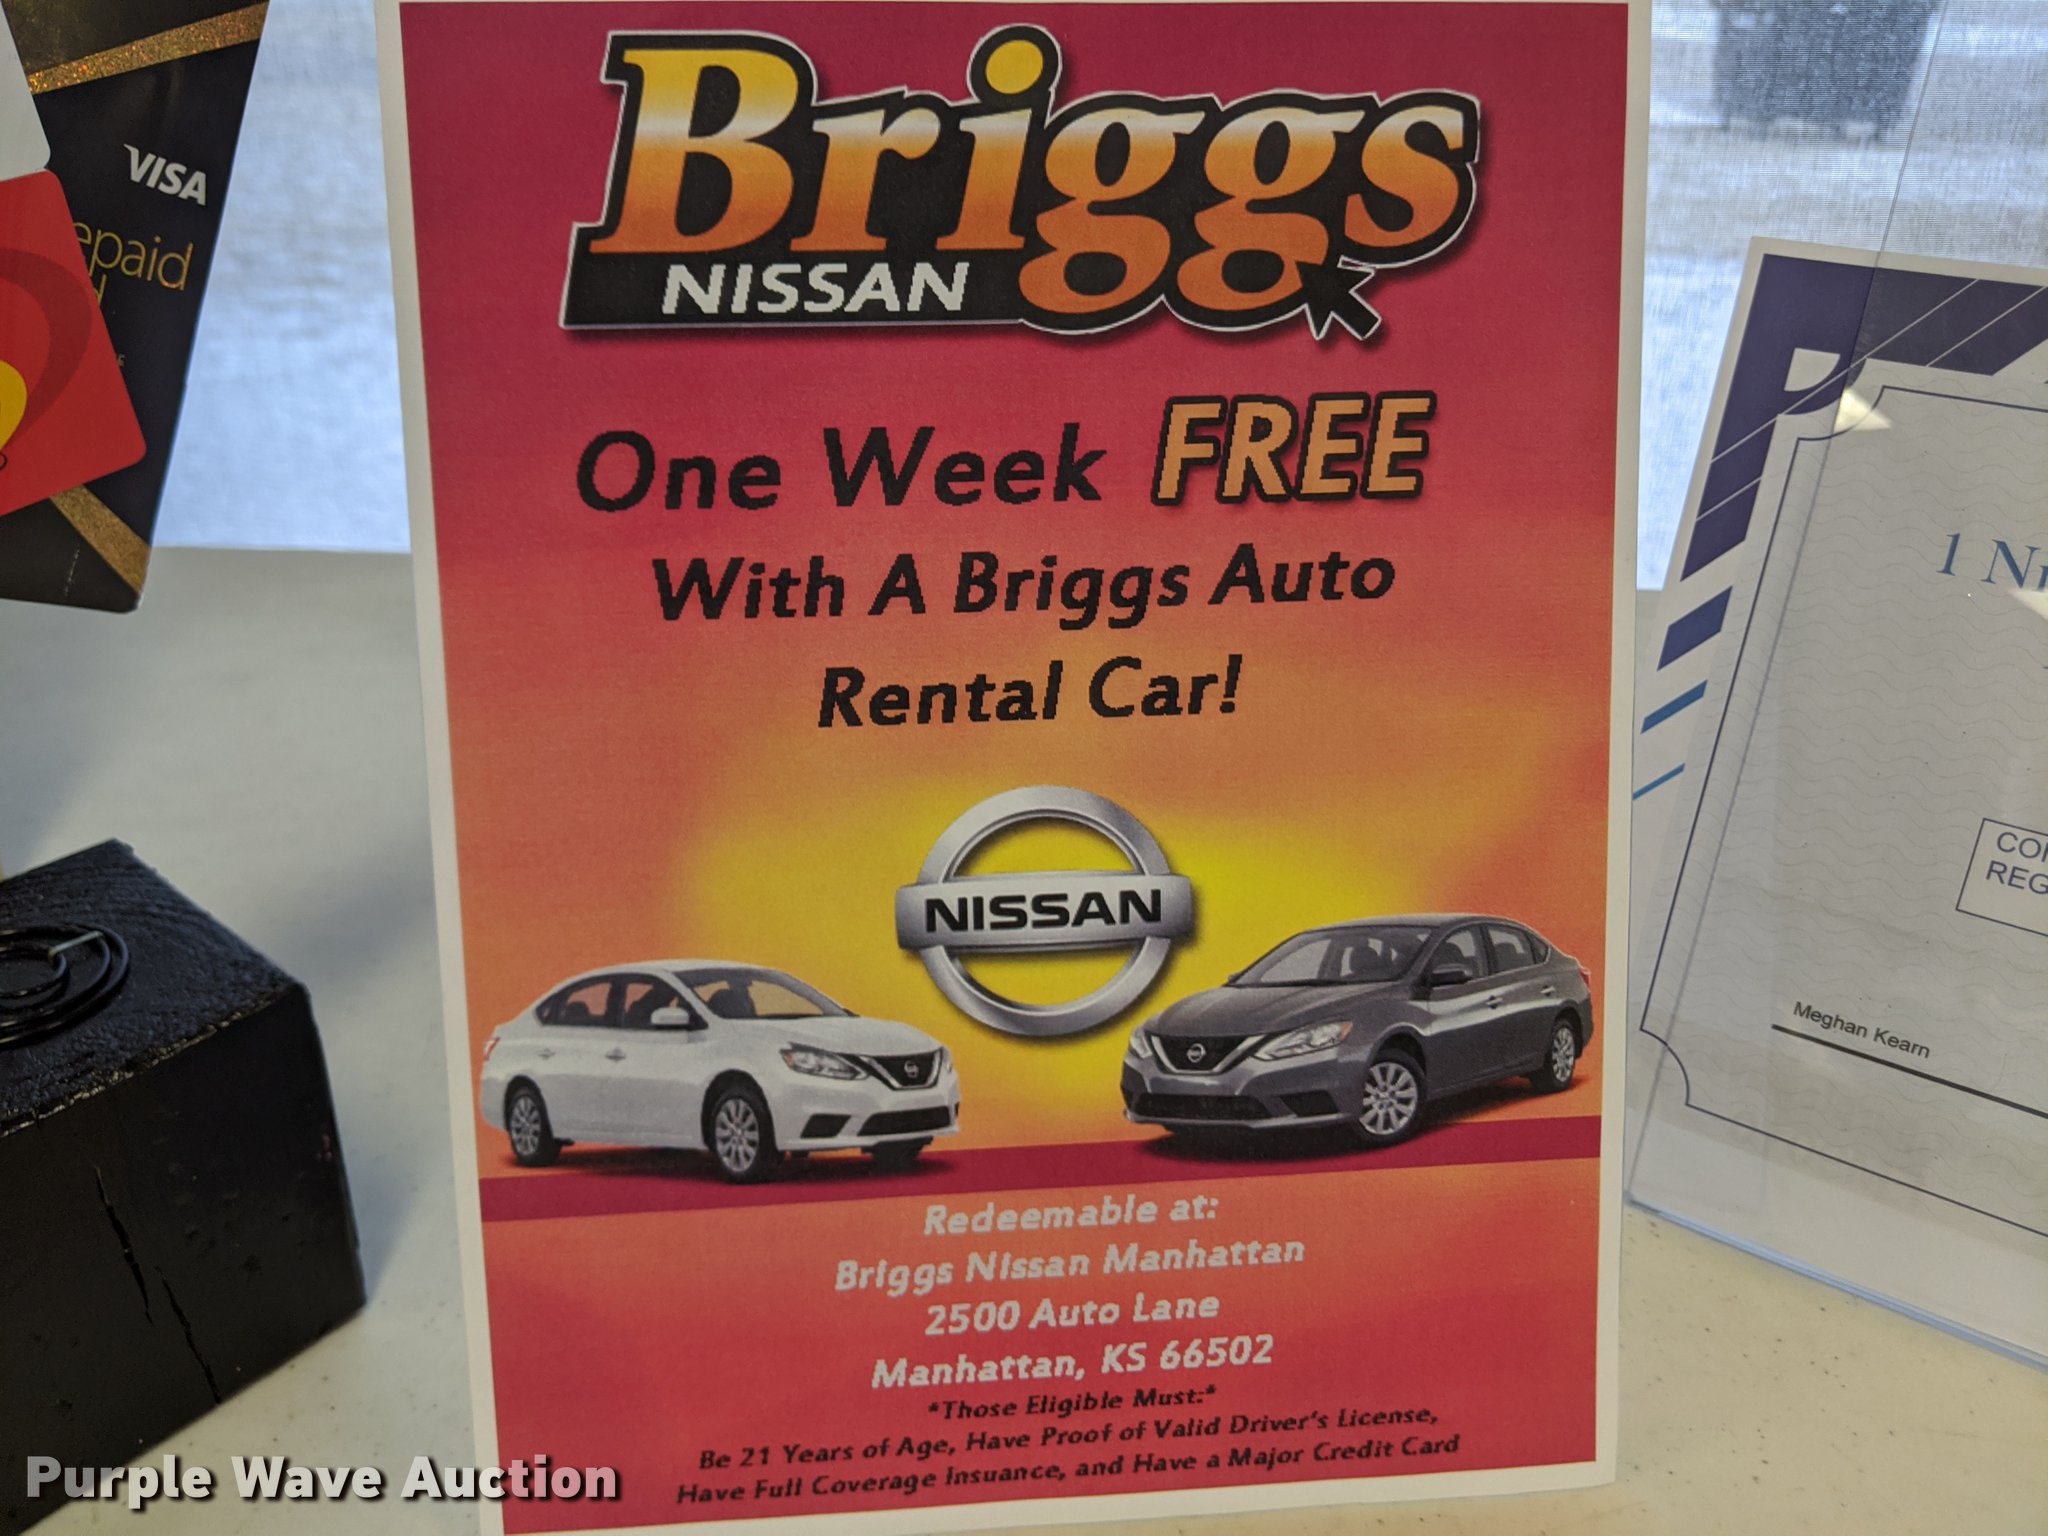 Briggs
NISSAN
One Week FREE
With A Briggs Auto
Rental Car!
NISSAN
Redeemable at:
Briggs Nissan Manhattan
2500 Auto Lane
Manhattan, KS 66502
*Those Eligible Must:*
Be 21 Years of Age, Have Proof of Valid Driver's License,
Have Full Coverage Insuance, and Have a Major Credit Card
VISA
epaid
1 N
CO
REG
Meghan Kearn
Purple Wave Auction